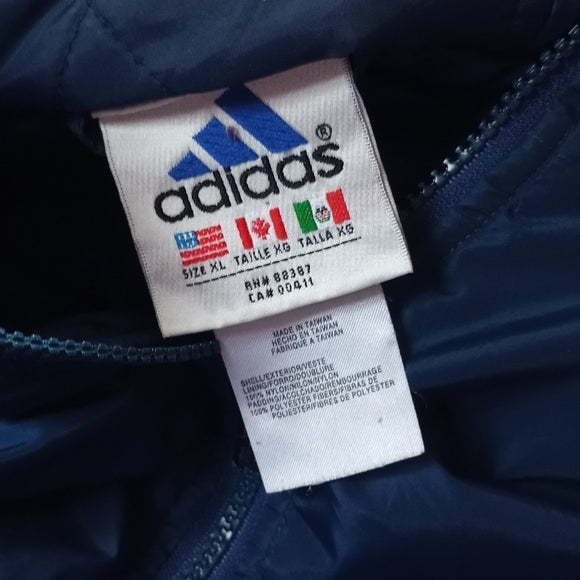 adidas®
SIZE XL TAILLE XG TALLA XG
RN# 88387
CA# 00411
MADE IN TAIWAN
HECHO EN TAIWAN
FABRIQUE A TAIWAN
SHELL/EXTERIOR/VESTE
LINING/FORRO/DOUBLURE
100% NYLON/NILON/NYLON
PADDING/ACOLCHADO/REMBOURRAGE
100% POLYESTER FIBERS/FIBRES DE
POLIESTER/FIBRES DE POLYESTER